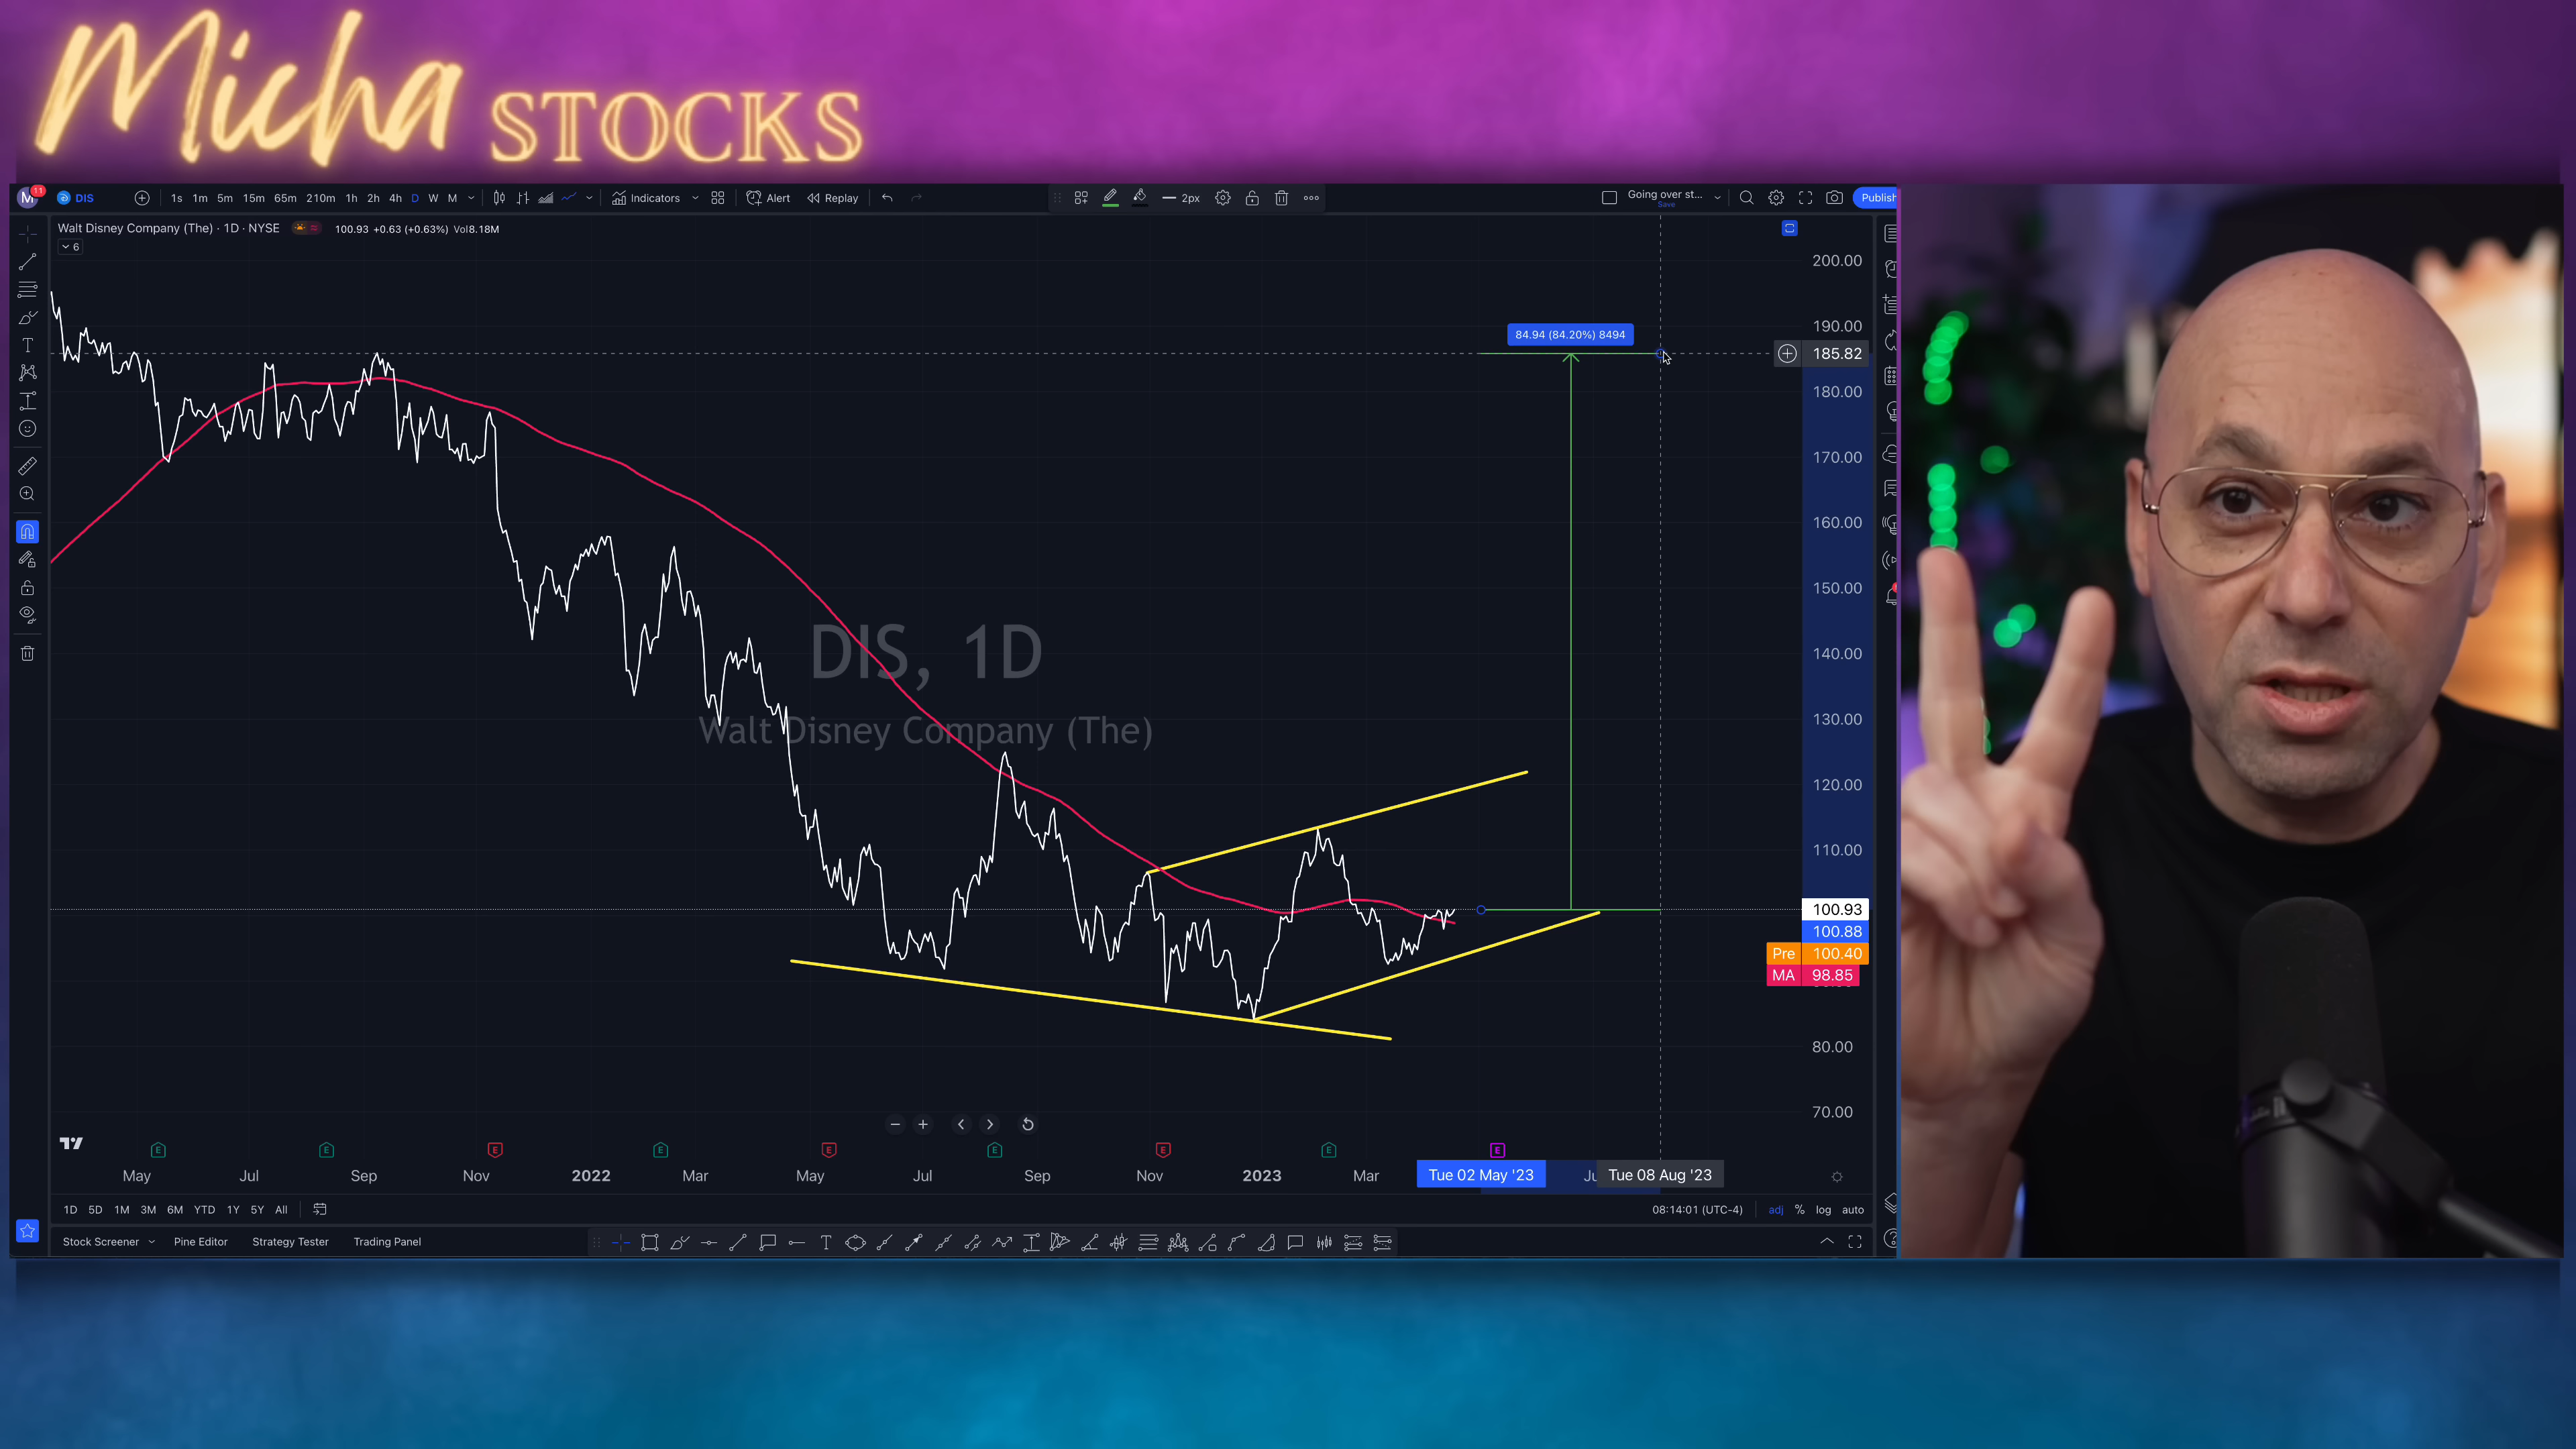 Micha STOCKS
M 11 DIS 1s 1m 5m 15m 65m 210m 1h 2h 4h D W M Indicators Alert Replay 2px Going over st... Save Publish
Walt Disney Company (The) · 1D · NYSE 100.93 +0.63 (+0.63%) Vol8.18M
6
200.00
84.94 (84.20%) 8494
190.00
185.82
180.00
170.00
160.00
150.00
DIS, 1D
140.00
Walt Disney Company (The)
130.00
120.00
110.00
100.93
100.88
Pre 100.40
MA 98.85
80.00
70.00
E E E E E E E E E
May Jul Sep Nov 2022 Mar May Jul Sep Nov 2023 Mar Tue 02 May '23 Tue 08 Aug '23
1D 5D 1M 3M 6M YTD 1Y 5Y All 08:14:01 (UTC-4) adj % log auto
Stock Screener Pine Editor Strategy Tester Trading Panel